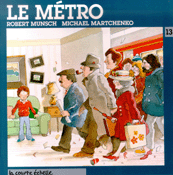 LE MÉTRO
ROBERT MUNSCH MICHAEL MARTCHENKO
13
la courte échelle